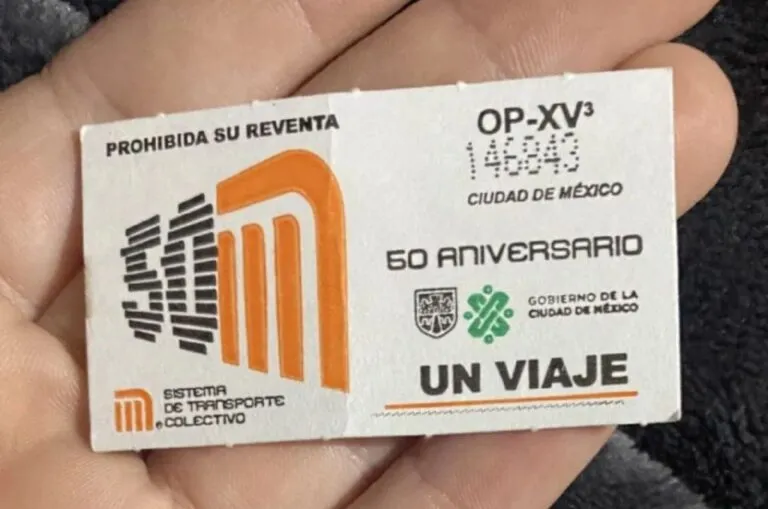 PROHIBIDA SU REVENTA
50
SISTEMA
DE TRANSPORTE
COLECTIVO
OP-XV³
146843
CIUDAD DE MÉXICO
50 ANIVERSARIO
GOBIERNO DE LA
CIUDAD DE MÉXICO
UN VIAJE